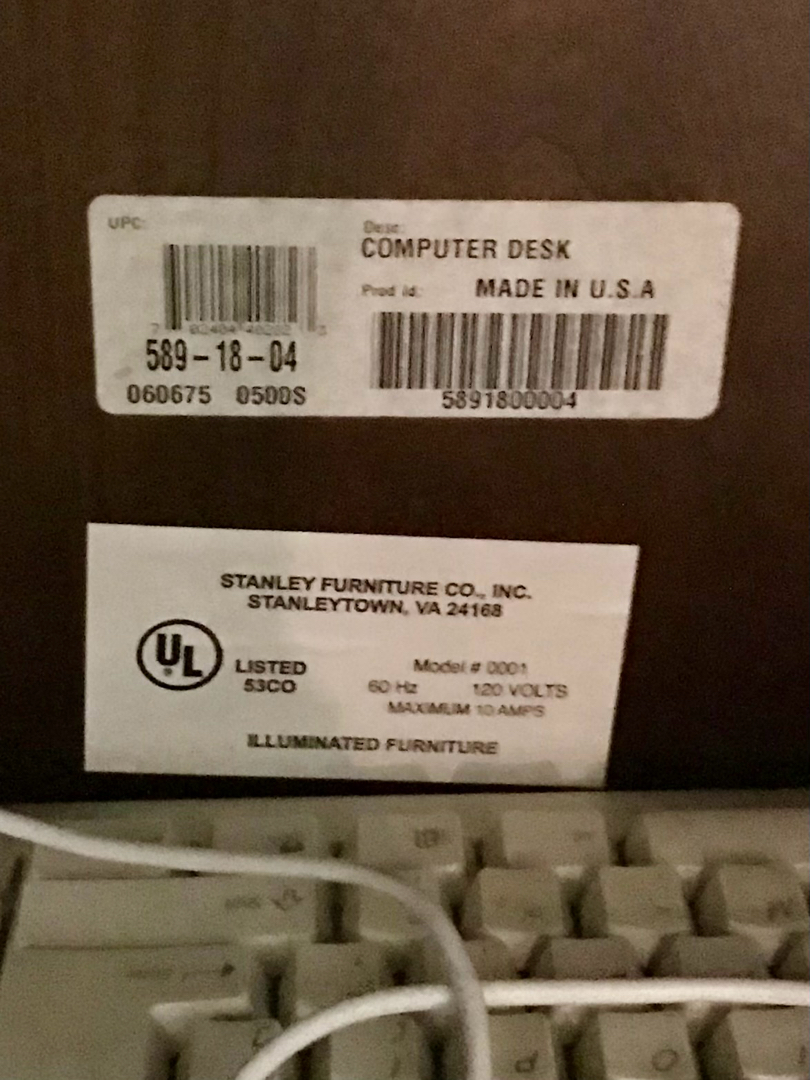 UPC:
589-18-04
060675 0500S
Desc:
COMPUTER DESK
Prod Id: MADE IN U.S.A
5891800004
STANLEY FURNITURE CO., INC.
STANLEYTOWN, VA 24168
UL
LISTED
53CO
Model # 0001
60 Hz 120 VOLTS
MAXIMUM 10 AMPS
ILLUMINATED FURNITURE